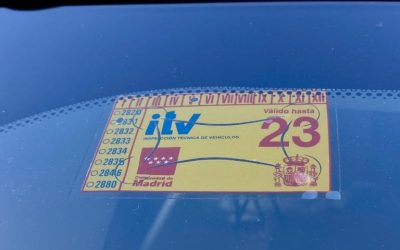 I II III IV VI VII VIII IX X XI XII
2820
2831
2832
2833
2834
2835
2846
2880
itv
INSPECCIÓN TÉCNICA DE VEHÍCULOS
Válido hasta
23
Comunidad de
Madrid